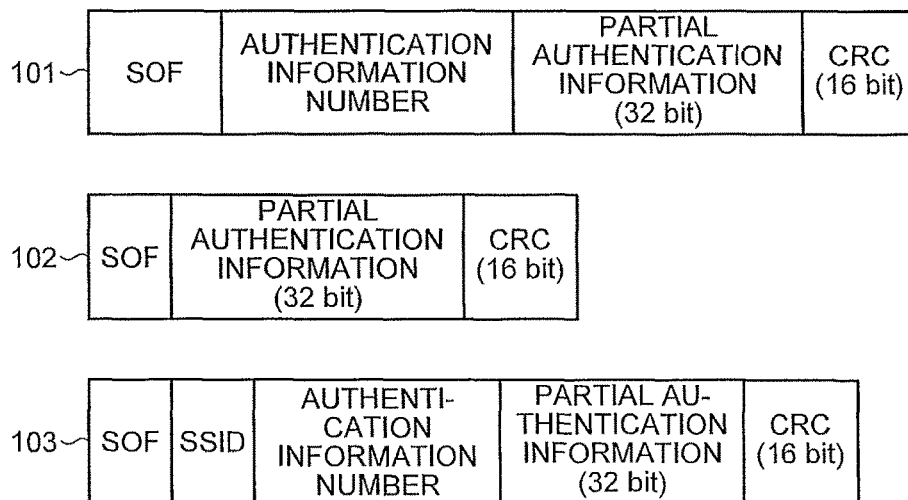 101
SOF
AUTHENTICATION
INFORMATION
NUMBER
PARTIAL
AUTHENTICATION
INFORMATION
(32 bit)
CRC
(16 bit)
102
SOF
PARTIAL
AUTHENTICATION
INFORMATION
(32 bit)
CRC
(16 bit)
103
SOF
SSID
AUTHENTI-
CATION
INFORMATION
NUMBER
PARTIAL AU-
THENTICATION
INFORMATION
(32 bit)
CRC
(16 bit)